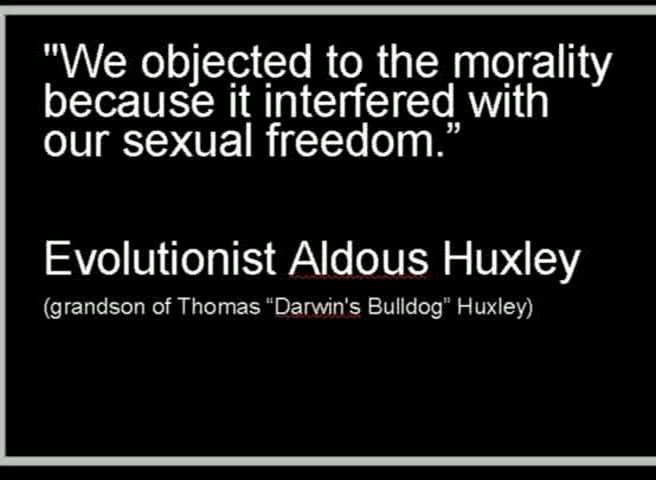 "We objected to the morality
because it interfered with
our sexual freedom.”
Evolutionist Aldous Huxley
(grandson of Thomas “Darwin's Bulldog” Huxley)